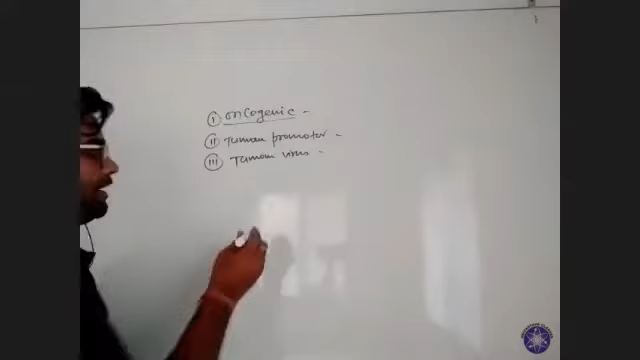 (i) Oncogenic -
(ii) Tumour promoter -
(iii) Tumour virus -